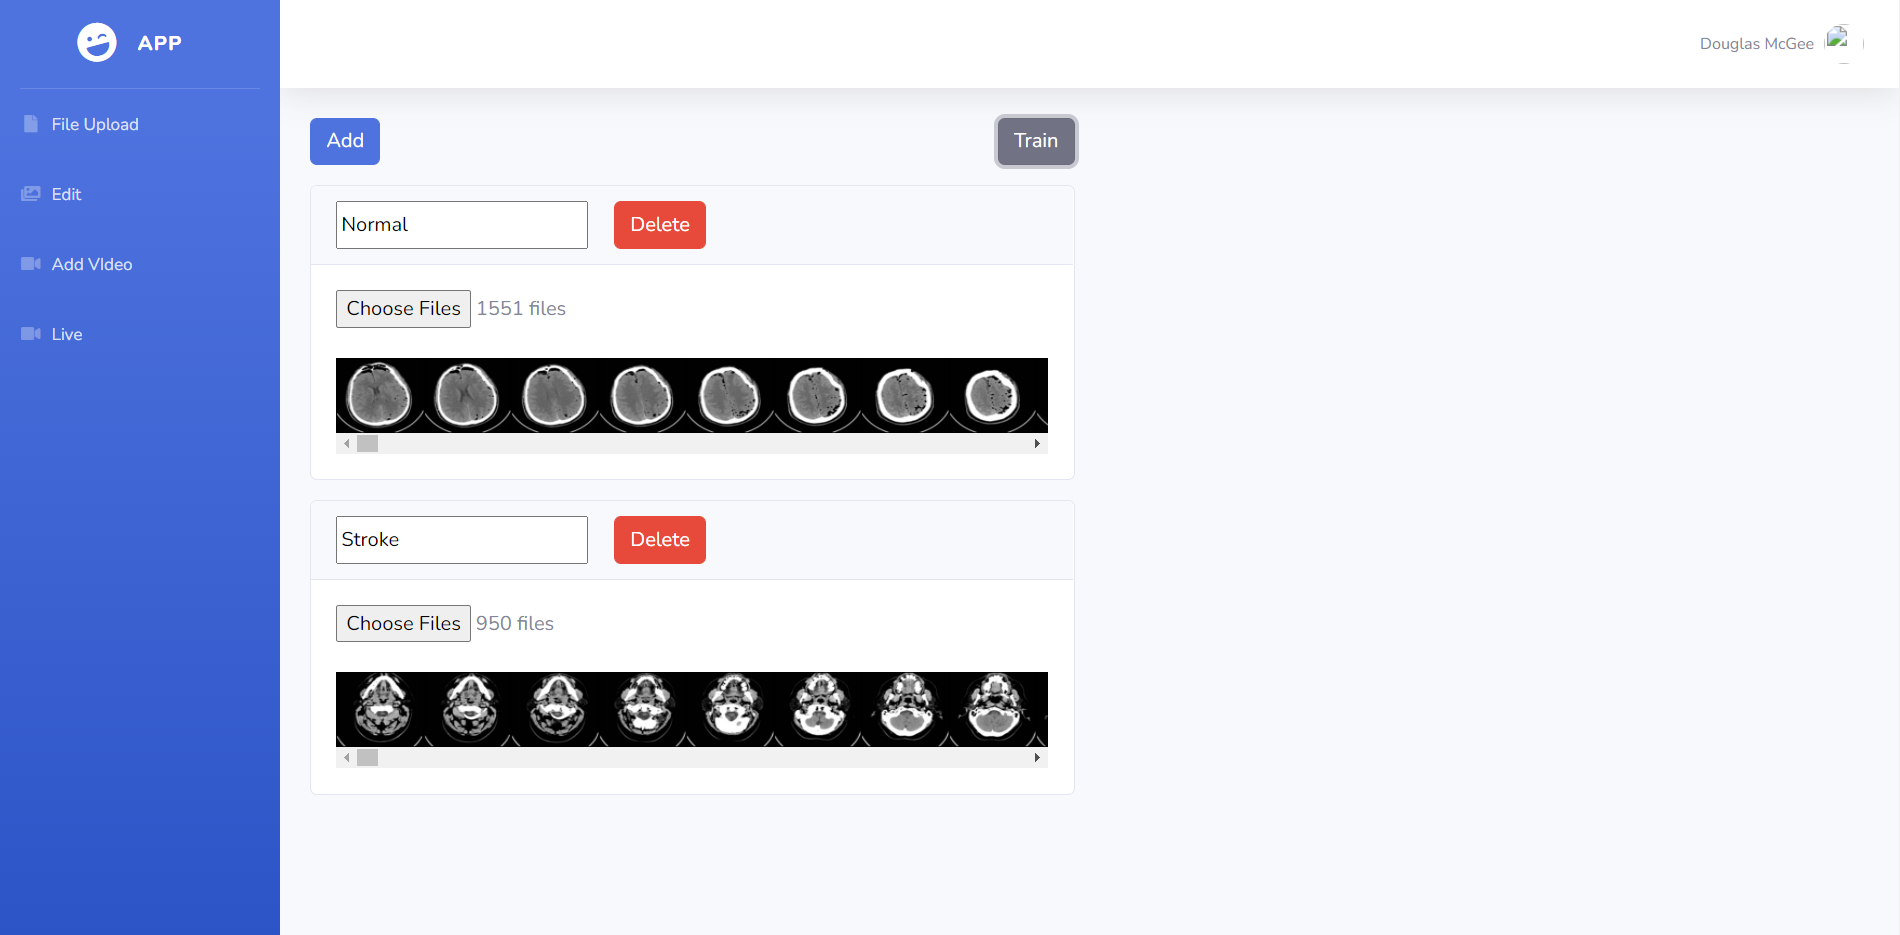 APP
Douglas McGee
File Upload
Edit
Add VIdeo
Live
Add
Train
Normal
Delete
Choose Files 1551 files
Stroke
Delete
Choose Files 950 files